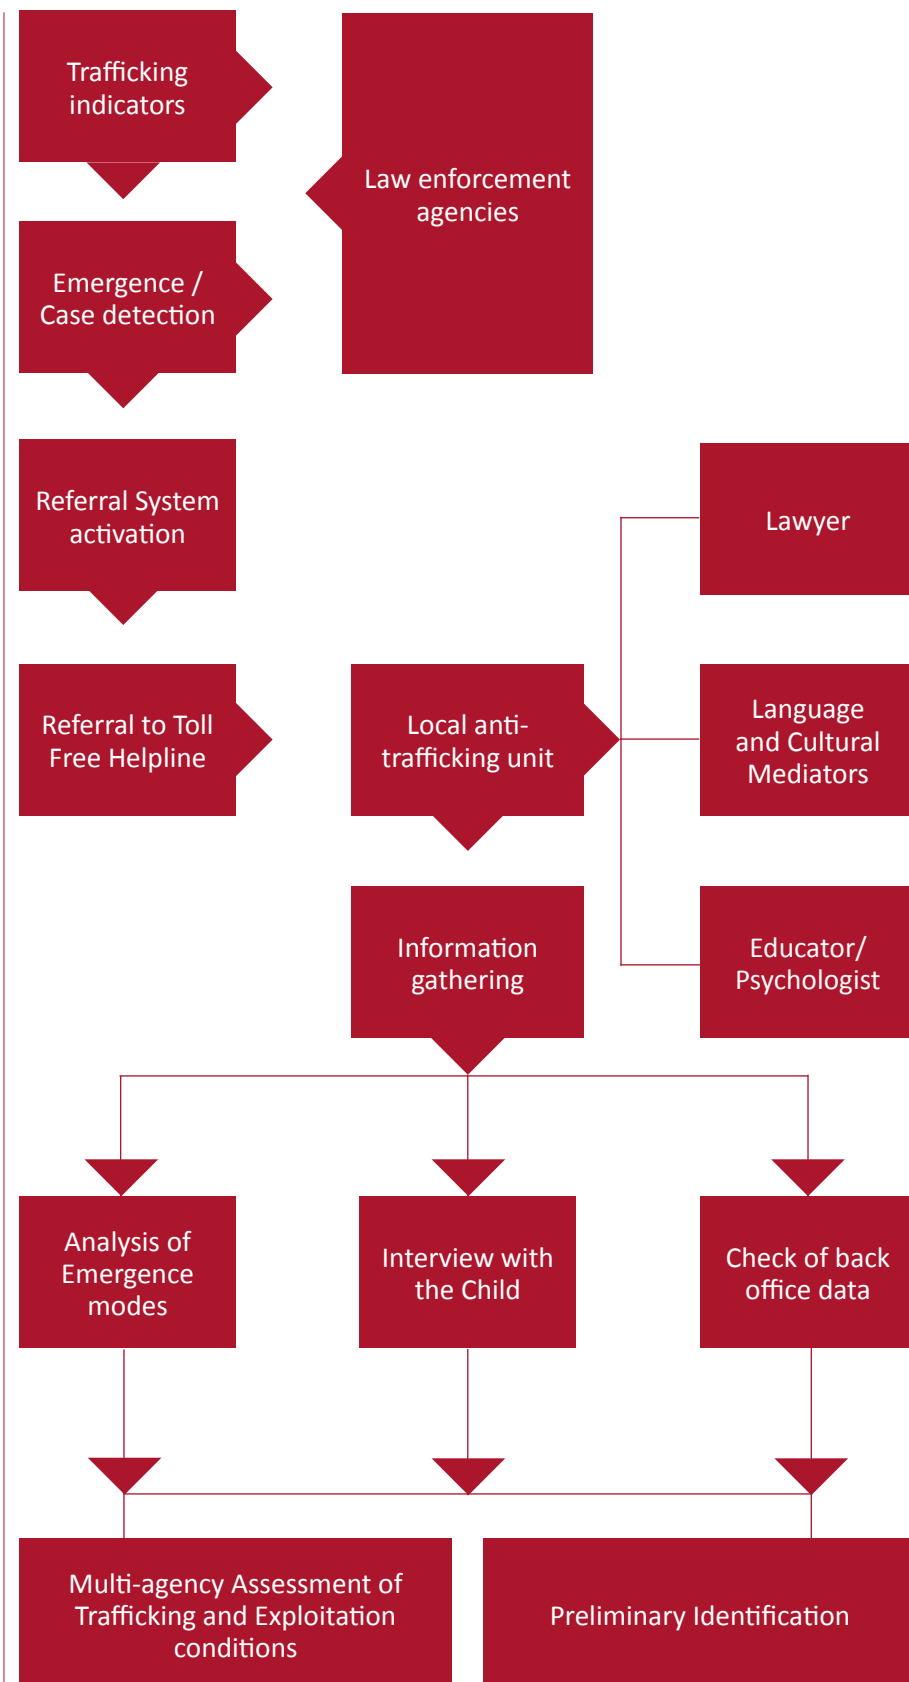 Trafficking
indicators
Law enforcement
agencies
Emergence /
Case detection
Referral System
activation
Lawyer
Referral to Toll
Free Helpline
Local anti-
trafficking unit
Language
and Cultural
Mediators
Information
gathering
Educator/
Psychologist
Analysis of
Emergence
modes
Interview with
the Child
Check of back
office data
Multi-agency Assessment of
Trafficking and Exploitation
conditions
Preliminary Identification